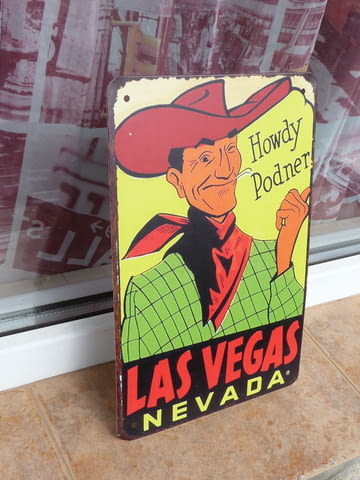 Howdy
Podner
LAS VEGAS
NEVADA